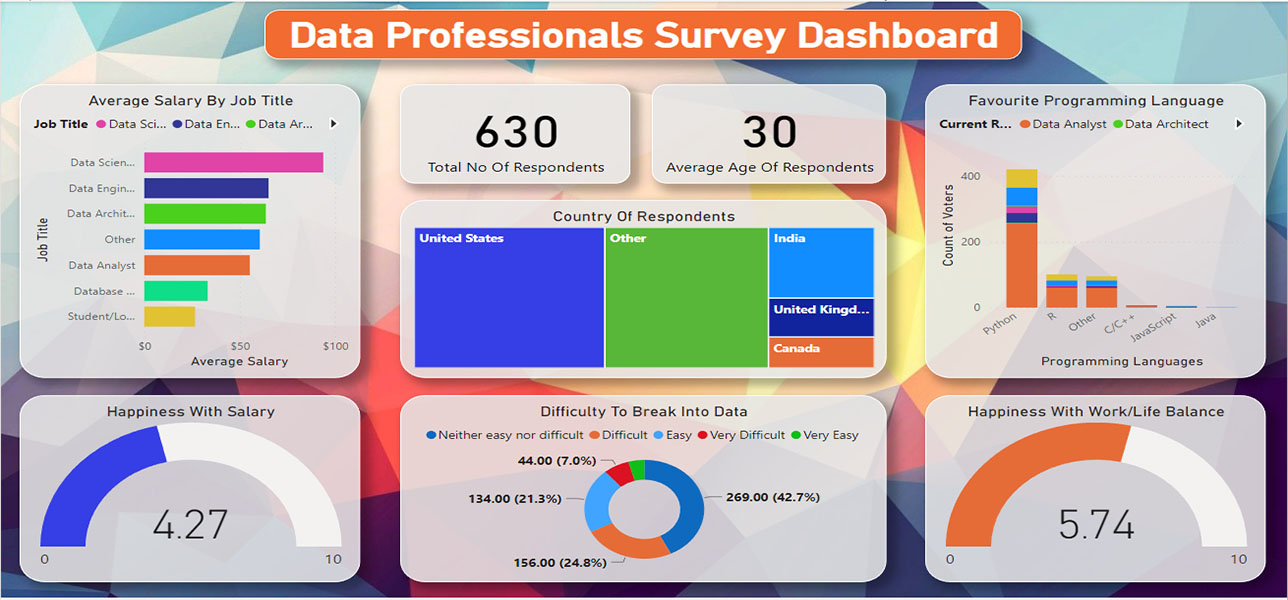 Data Professionals Survey Dashboard
Average Salary By Job Title
Job Title Data Sci... Data En... Data Ar...
Job Title
Data Scien...
Data Engin...
Data Archit...
Other
Data Analyst
Database ...
Student/Lo...
$0 $50 $100
Average Salary
630
Total No Of Respondents
30
Average Age Of Respondents
Country Of Respondents
United States
Other
India
United Kingd...
Canada
Favourite Programming Language
Current R... Data Analyst Data Architect
Count of Voters
400
200
0
Python R Other C/C++ JavaScript Java
Programming Languages
Happiness With Salary
4.27
0 10
Difficulty To Break Into Data
Neither easy nor difficult Difficult Easy Very Difficult Very Easy
44.00 (7.0%)
134.00 (21.3%)
269.00 (42.7%)
156.00 (24.8%)
Happiness With Work/Life Balance
5.74
0 10